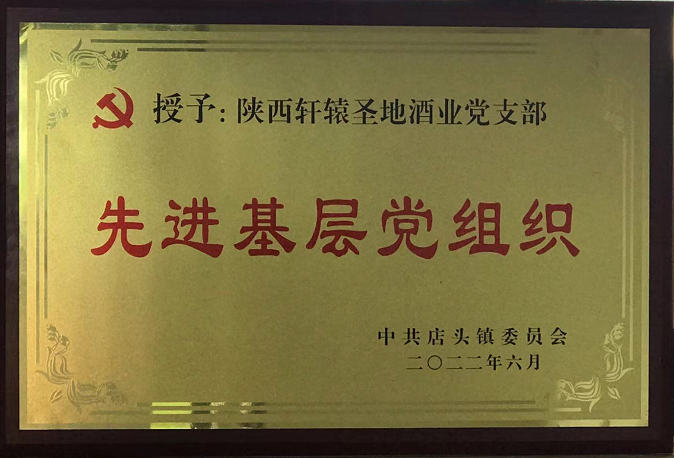 授予：陕西轩辕圣地酒业党支部
先进基层党组织
中共店头镇委员会
二〇二二年六月